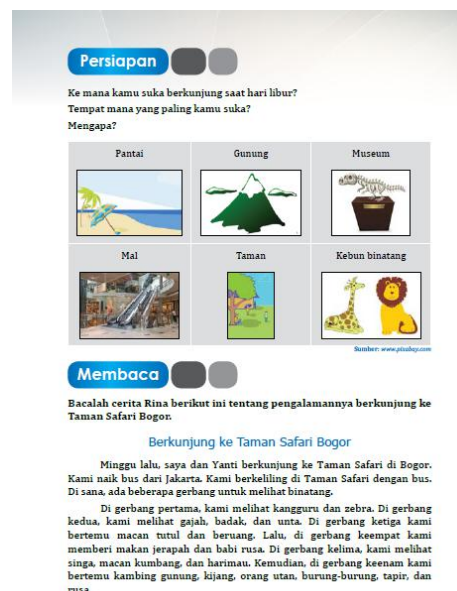 Persiapan
Ke mana kamu suka berkunjung saat hari libur?
Tempat mana yang paling kamu suka?
Mengapa?
Pantai Gunung Museum
Mal Taman Kebun binatang
Sumber: www.pixabay.com
Membaca
Bacalah cerita Rina berikut ini tentang pengalamannya berkunjung ke
Taman Safari Bogor.
Berkunjung ke Taman Safari Bogor
Minggu lalu, saya dan Yanti berkunjung ke Taman Safari di Bogor.
Kami naik bus dari Jakarta. Kami berkeliling di Taman Safari dengan bus.
Di sana, ada beberapa gerbang untuk melihat binatang.
Di gerbang pertama, kami melihat kangguru dan zebra. Di gerbang
kedua, kami melihat gajah, badak, dan unta. Di gerbang ketiga kami
bertemu macan tutul dan beruang. Lalu, di gerbang keempat kami
memberi makan jerapah dan babi rusa. Di gerbang kelima, kami melihat
singa, macan kumbang, dan harimau. Kemudian, di gerbang keenam kami
bertemu kambing gunung, kijang, orang utan, burung-burung, tapir, dan
rusa.